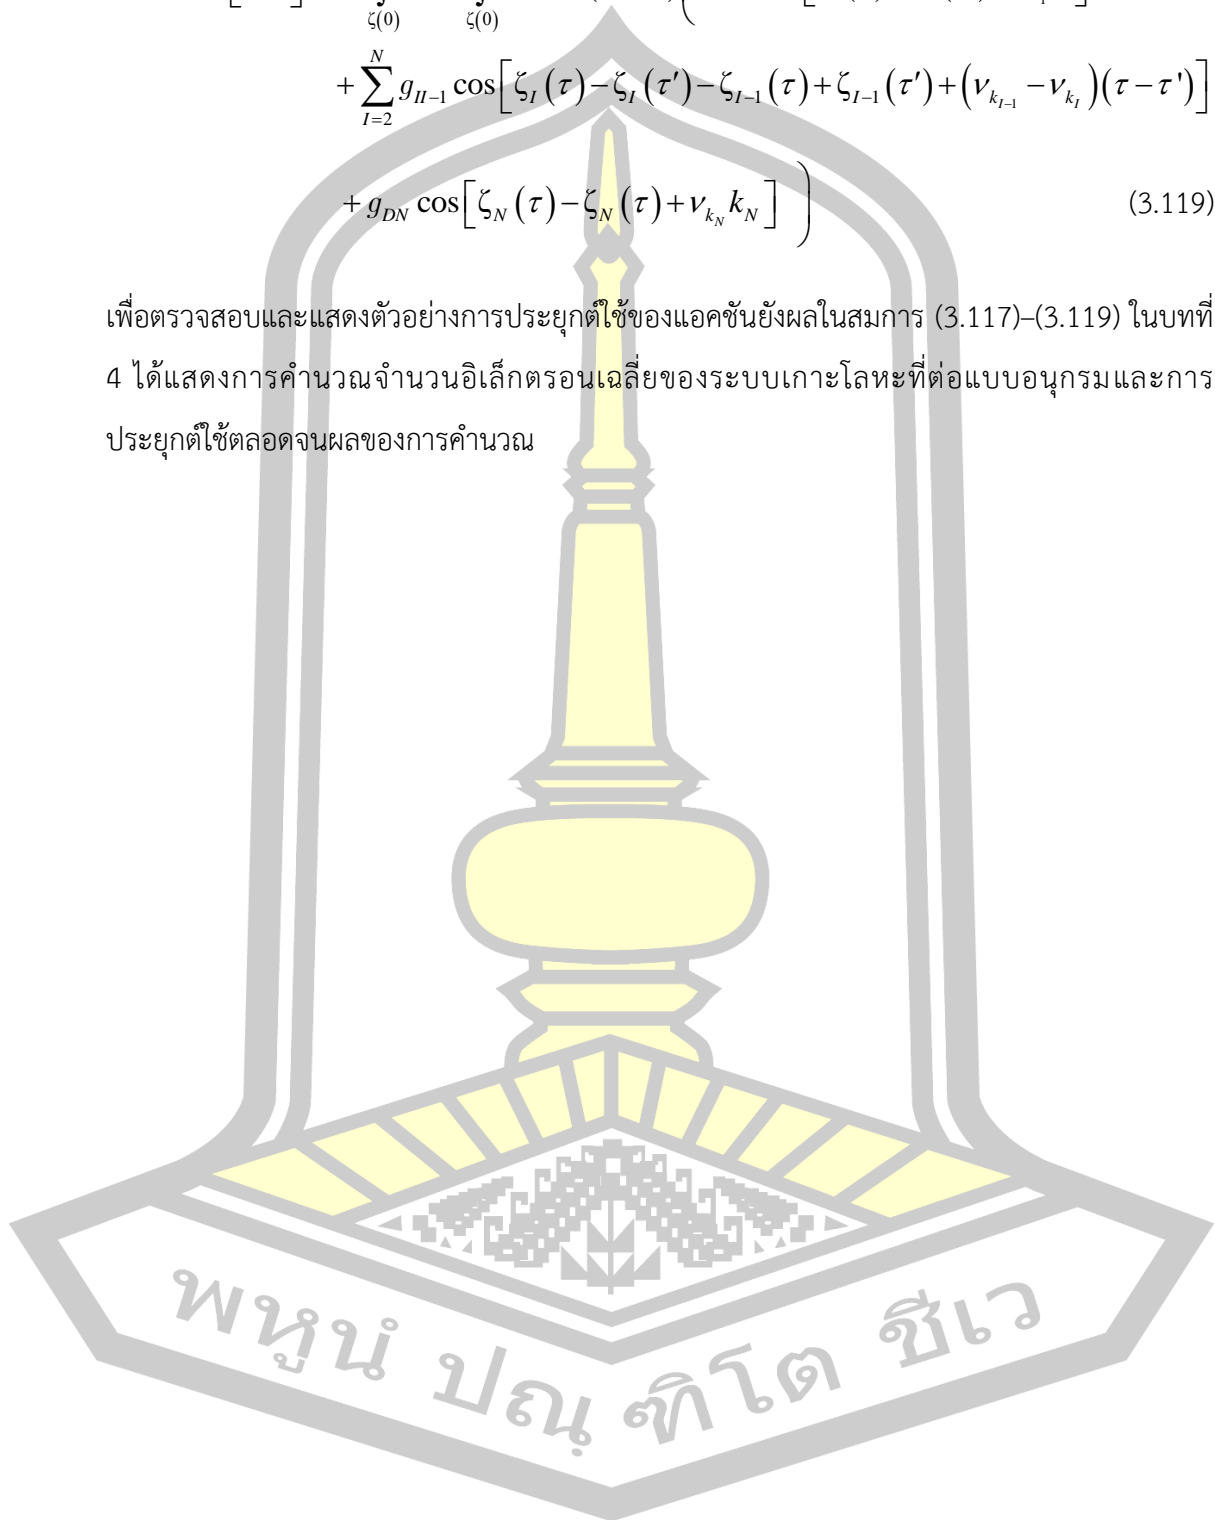 ζ(0) ζ(0)
+ \sum_{I=2}^{N} g_{II-1} cos[ζ_I(τ) − ζ_I(τ′) − ζ_{I−1}(τ) + ζ_{I−1}(τ′) + (ν_{k_{I−1}} − ν_{k_I})(τ − τ')]
+ g_{DN} cos[ζ_N(τ) − ζ_N(τ) + ν_{k_N} k_N] ) (3.119)
เพื่อตรวจสอบและแสดงตัวอย่างการประยุกต์ใช้ของแอคชันยังผลในสมการ (3.117)–(3.119) ในบทที่
4 ได้แสดงการคำนวณจำนวนอิเล็กตรอนเฉลี่ยของระบบเกาะโลหะที่ต่อแบบอนุกรมและการ
ประยุกต์ใช้ตลอดจนผลของการคำนวณ
พหูนํ ปณฺฑิโต ชีเว